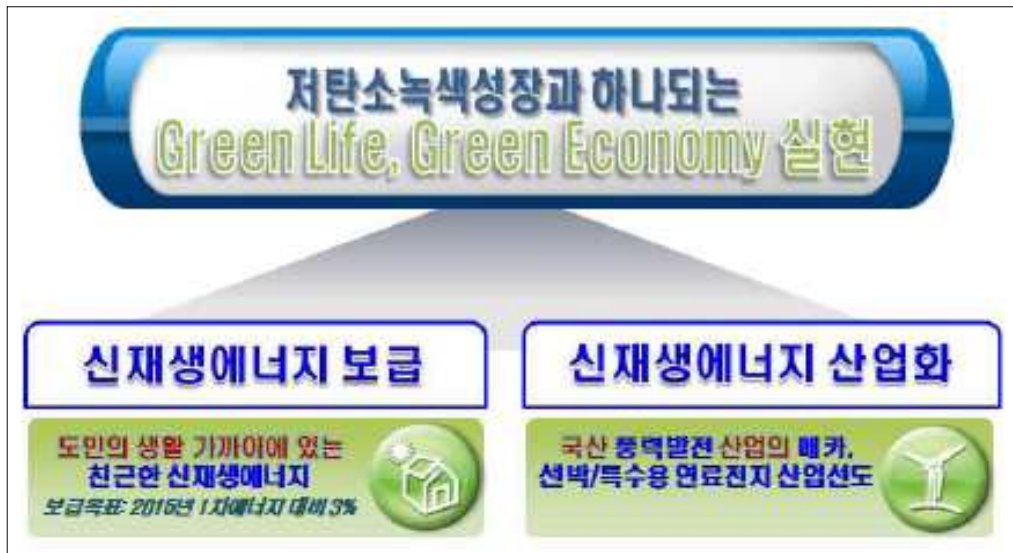 저탄소녹색성장과 하나되는
Green Life, Green Economy 실현
신재생에너지 보급
도민의 생활 가까이에 있는
친근한 신재생에너지
보급목표: 2015년 1차에너지 대비 3%
신재생에너지 산업화
국산 풍력발전 산업의 메카,
선박/특수용 연료전지 산업선도